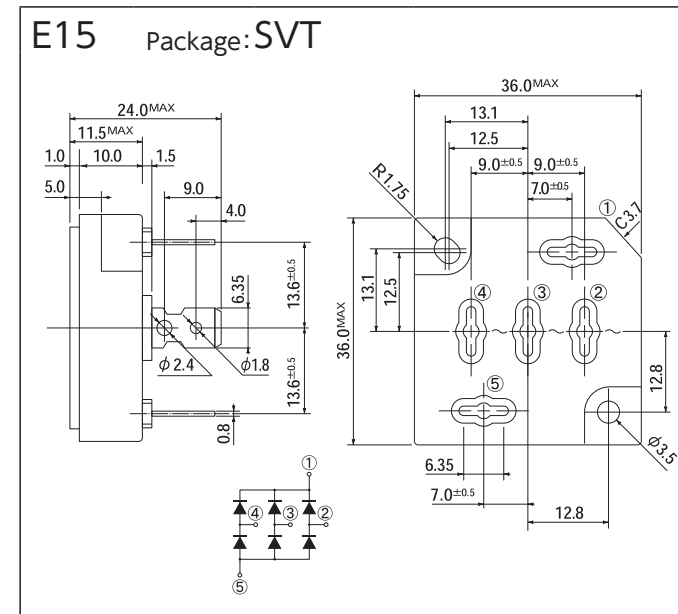 E15 Package:SVT
24.0MAX
11.5MAX
1.0 10.0 1.5
5.0
9.0
4.0
6.35
13.6±0.5
13.6±0.5
ϕ2.4
ϕ1.8
0.8
36.0MAX
13.1
12.5
9.0±0.5 9.0±0.5
7.0±0.5
R1.75
①
C3.7
13.1
12.5
36.0MAX
④ ③ ②
~ ~ ~
⑤
12.8
6.35
7.0±0.5
12.8
ϕ3.5
①
④ ③ ②
⑤